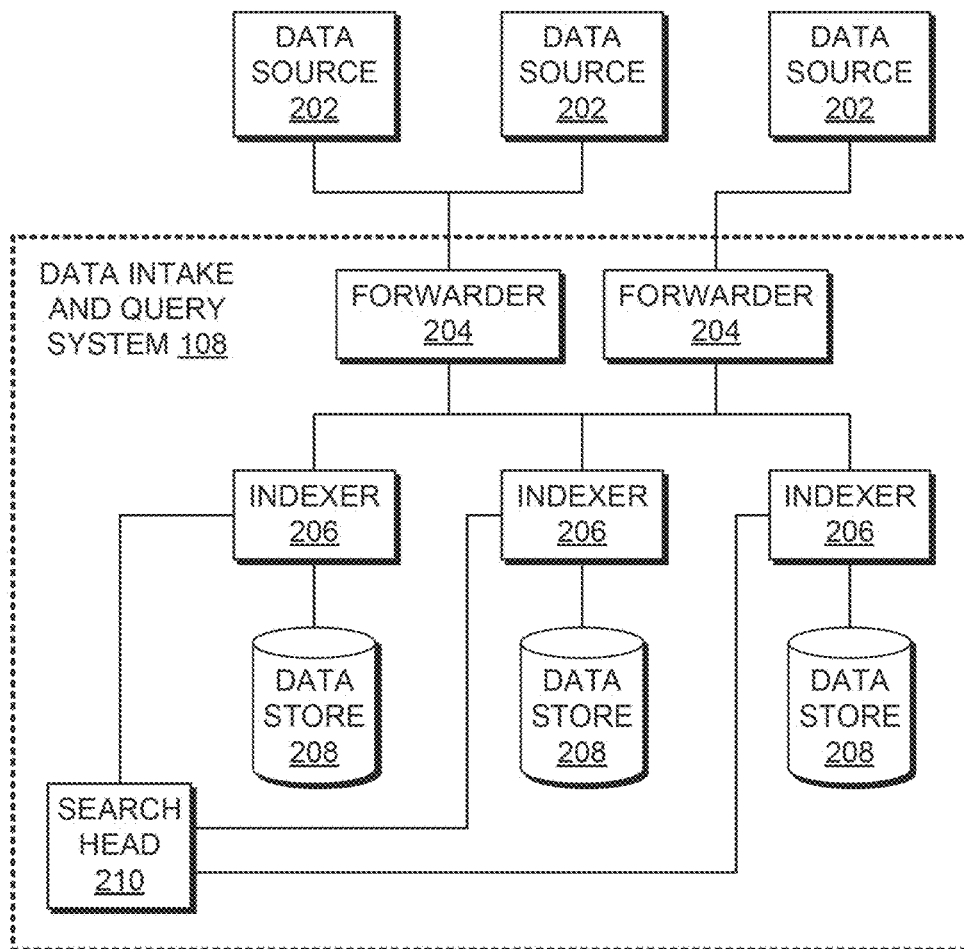 DATA
SOURCE
202
DATA
SOURCE
202
DATA
SOURCE
202
DATA INTAKE
AND QUERY
SYSTEM 108
FORWARDER
204
FORWARDER
204
INDEXER
206
INDEXER
206
INDEXER
206
DATA
STORE
208
DATA
STORE
208
DATA
STORE
208
SEARCH
HEAD
210